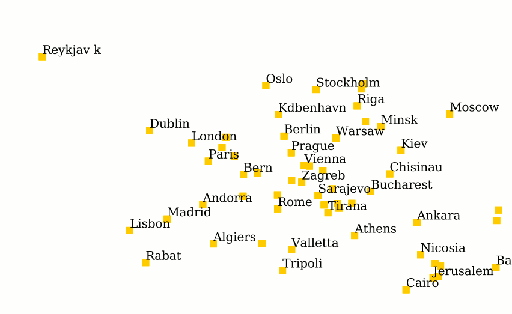 Reykjav k
Oslo
Stockholm
Riga
Kdbenhavn
Moscow
Dublin
London
Berlin
Warsaw
Minsk
Paris
Prague
Kiev
Bern
Vienna
Chisinau
Zagreb
Andorra
Sarajevo
Bucharest
Madrid
Rome
Tirana
Lisbon
Ankara
Algiers
Valletta
Athens
Rabat
Tripoli
Nicosia
Jerusalem
Ba
Cairo